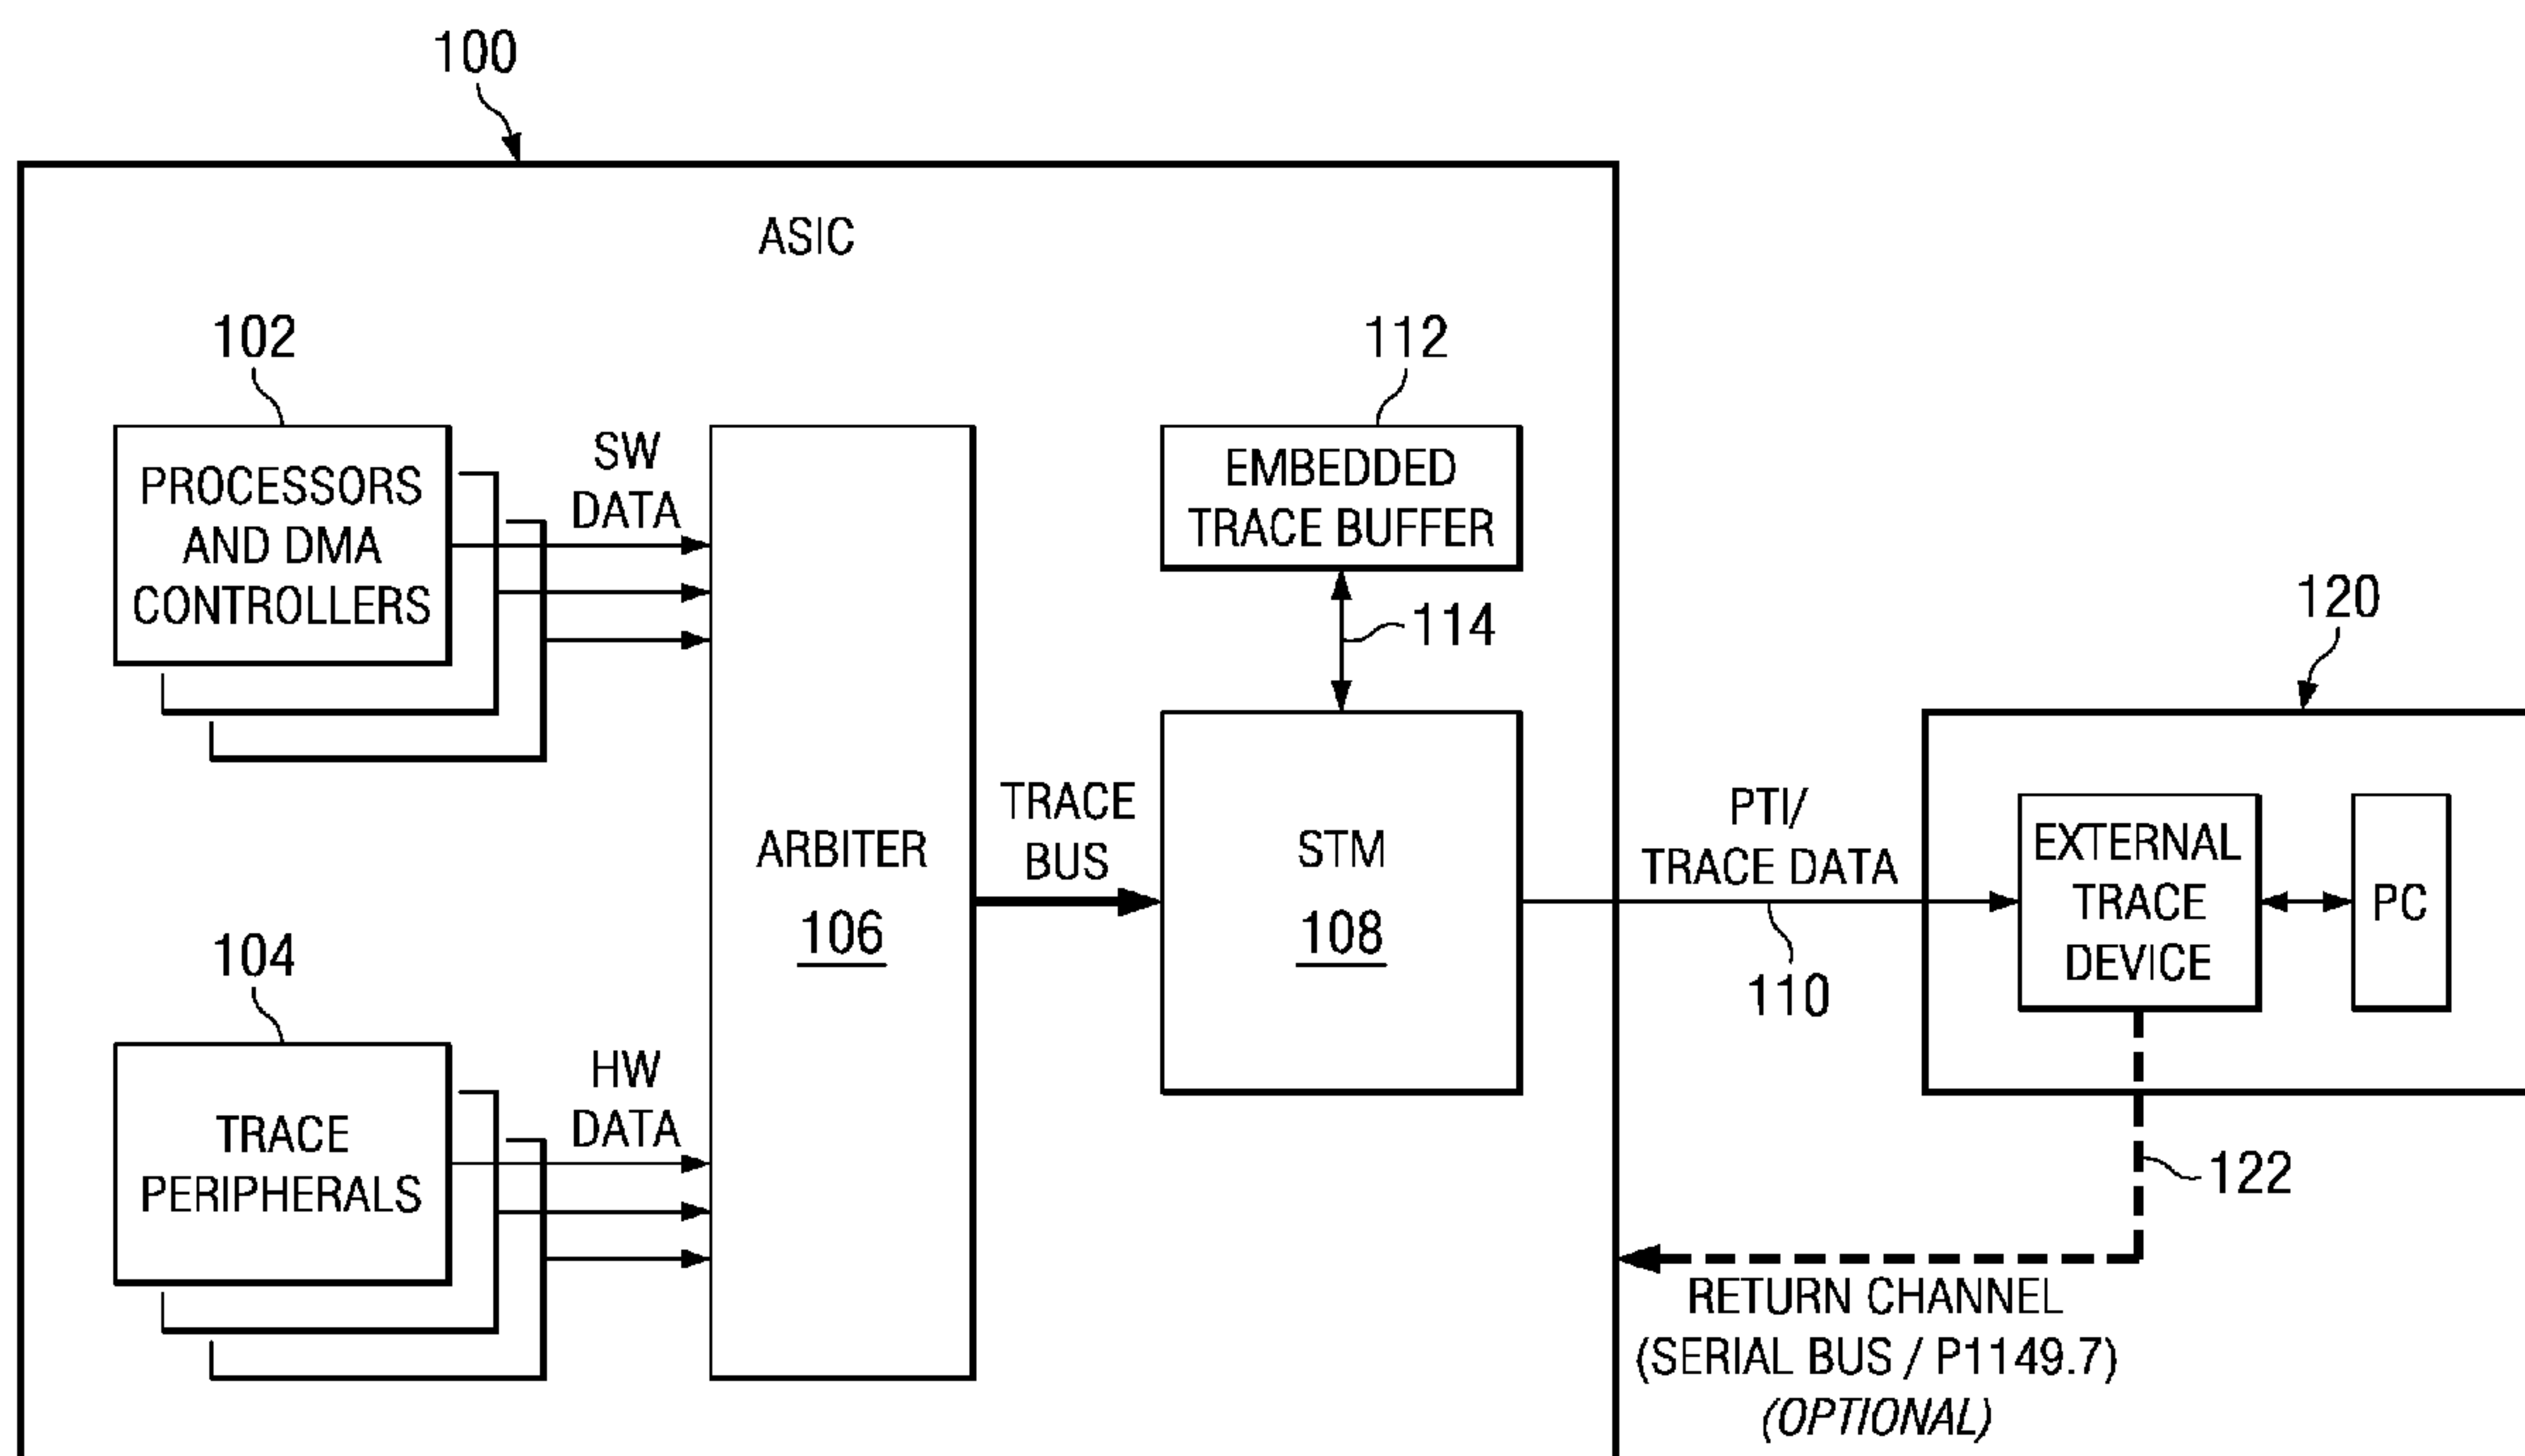 100
ASIC
102
112
PROCESSORS
AND DMA
CONTROLLERS
SW
DATA
EMBEDDED
TRACE BUFFER
114
120
TRACE
BUS
ARBITER
106
STM
108
PTI/
TRACE DATA
110
EXTERNAL
TRACE
DEVICE
PC
104
TRACE
PERIPHERALS
HW
DATA
122
RETURN CHANNEL
(SERIAL BUS / P1149.7)
(OPTIONAL)